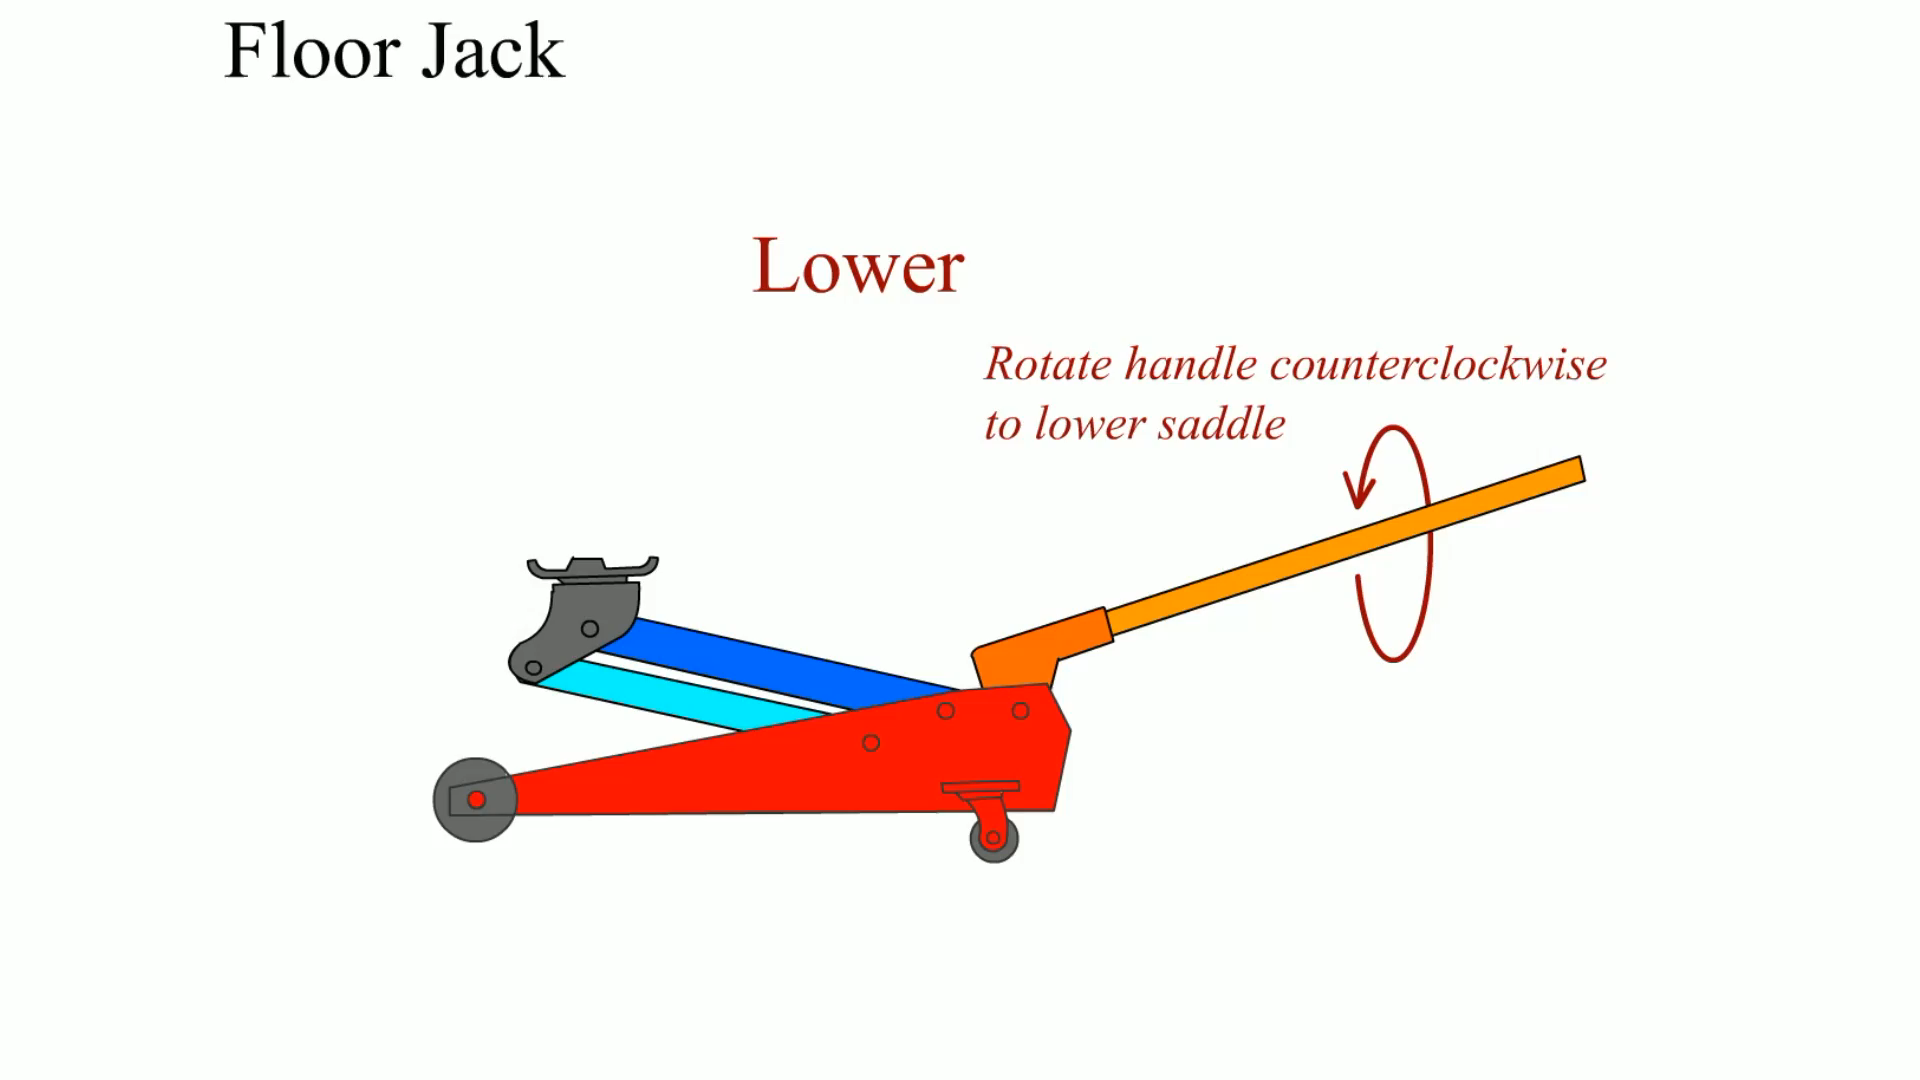 Floor Jack
Lower
Rotate handle counterclockwise
to lower saddle